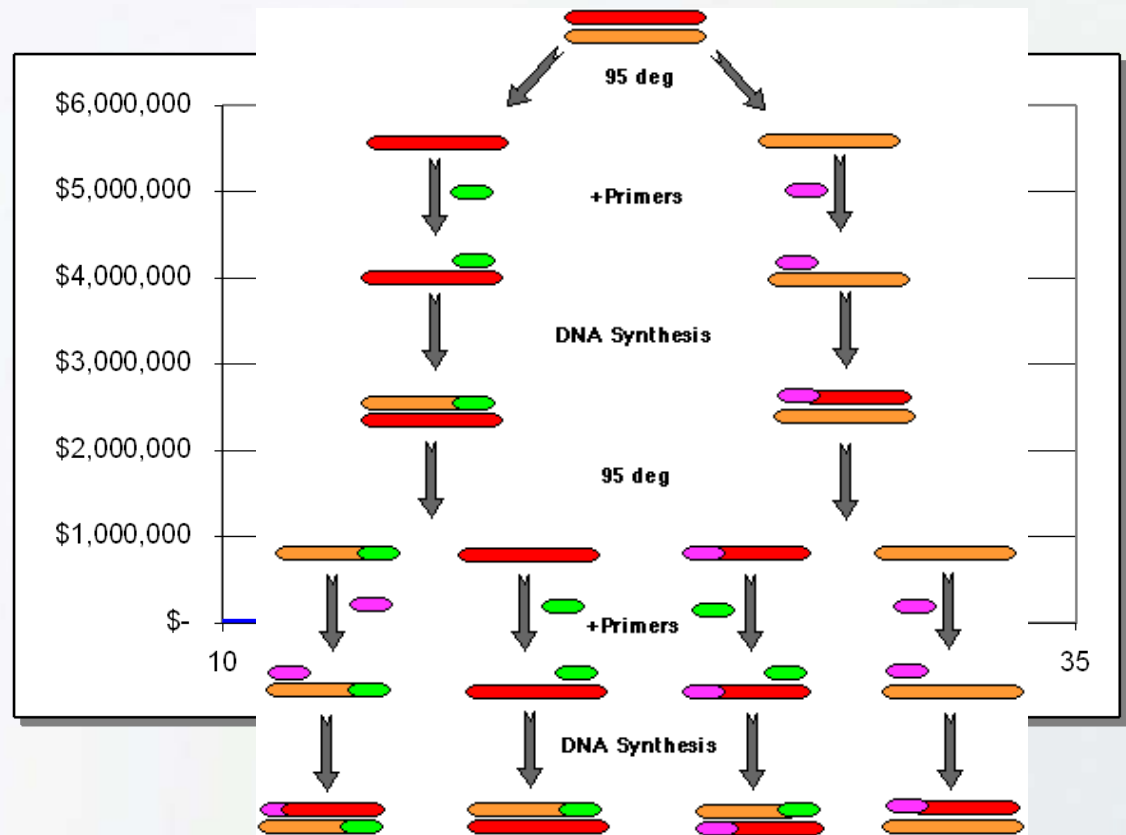 95 deg
$6,000,000
$5,000,000
+Primers
$4,000,000
DNA Synthesis
$3,000,000
$2,000,000
95 deg
$1,000,000
$-
+Primers
10
35
DNA Synthesis